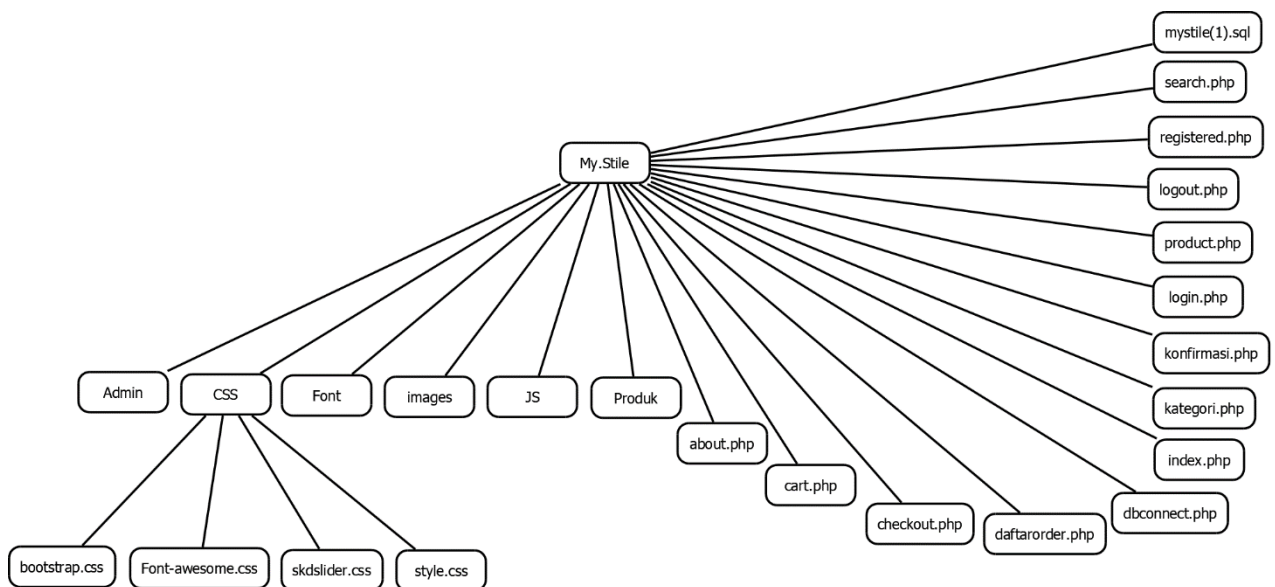 mystile(1).sql
search.php
My.Stile
registered.php
logout.php
product.php
login.php
konfirmasi.php
Admin
CSS
Font
images
JS
Produk
kategori.php
about.php
index.php
cart.php
checkout.php
daftarorder.php
dbconnect.php
bootstrap.css
Font-awesome.css
skdslider.css
style.css